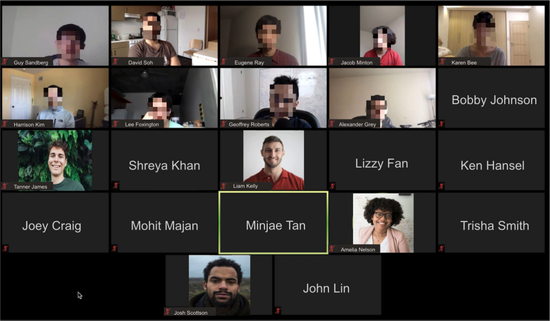 Guy Sandberg
David Soh
Eugene Ray
Jacob Minton
Karen Bee
Harrison Kim
Lee Foxington
Geoffrey Roberts
Alexander Grey
Bobby Johnson
Tanner James
Shreya Khan
Liam Kelly
Lizzy Fan
Ken Hansel
Joey Craig
Mohit Majan
Minjae Tan
Amelia Nelson
Trisha Smith
Josh Scottson
John Lin